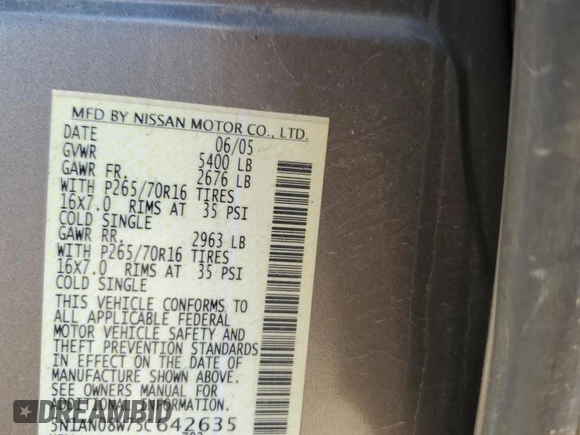 MFD BY NISSAN MOTOR CO., LTD.
DATE 06/05
GVWR 5400 LB
GAWR FR. 2676 LB
WITH P265/70R16 TIRES
16X7.0 RIMS AT 35 PSI
COLD SINGLE
GAWR RR. 2963 LB
WITH P265/70R16 TIRES
16X7.0 RIMS AT 35 PSI
COLD SINGLE
THIS VEHICLE CONFORMS TO
ALL APPLICABLE FEDERAL
MOTOR VEHICLE SAFETY AND
THEFT PREVENTION STANDARDS
IN EFFECT ON THE DATE OF
MANUFACTURE SHOWN ABOVE.
SEE OWNERS MANUAL FOR
ADDITIONAL INFORMATION
5N1AN08W75C642635
DREAMBID.COM